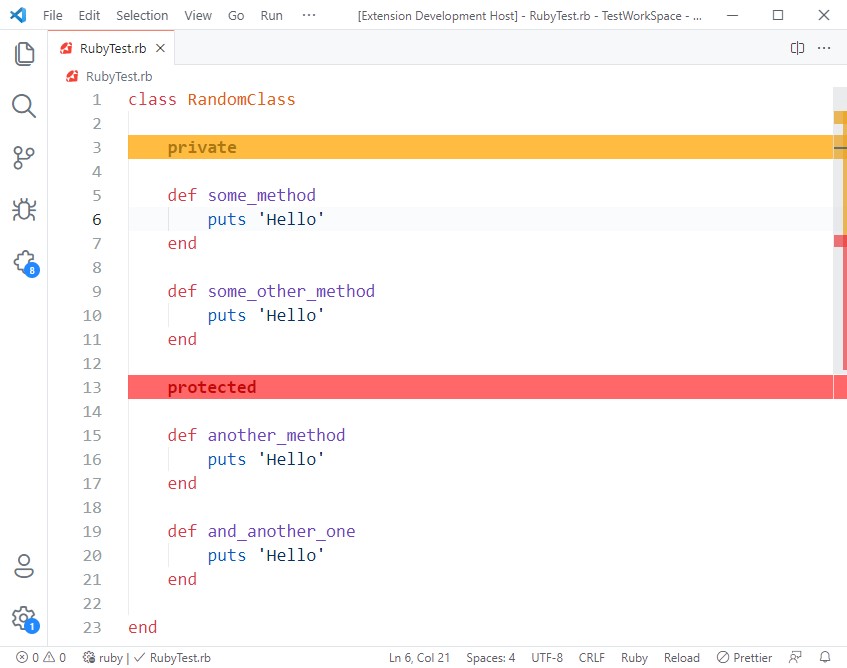 File Edit Selection View Go Run ··· [Extension Development Host] - RubyTest.rb - TestWorkSpace - ...
RubyTest.rb
RubyTest.rb
1 class RandomClass
2
3 private
4
5 def some_method
6 puts 'Hello'
7 end
8
9 def some_other_method
10 puts 'Hello'
11 end
12
13 protected
14
15 def another_method
16 puts 'Hello'
17 end
18
19 def and_another_one
20 puts 'Hello'
21 end
22
23 end
8
1
0 0 ruby | ✓ RubyTest.rb Ln 6, Col 21 Spaces: 4 UTF-8 CRLF Ruby Reload Prettier